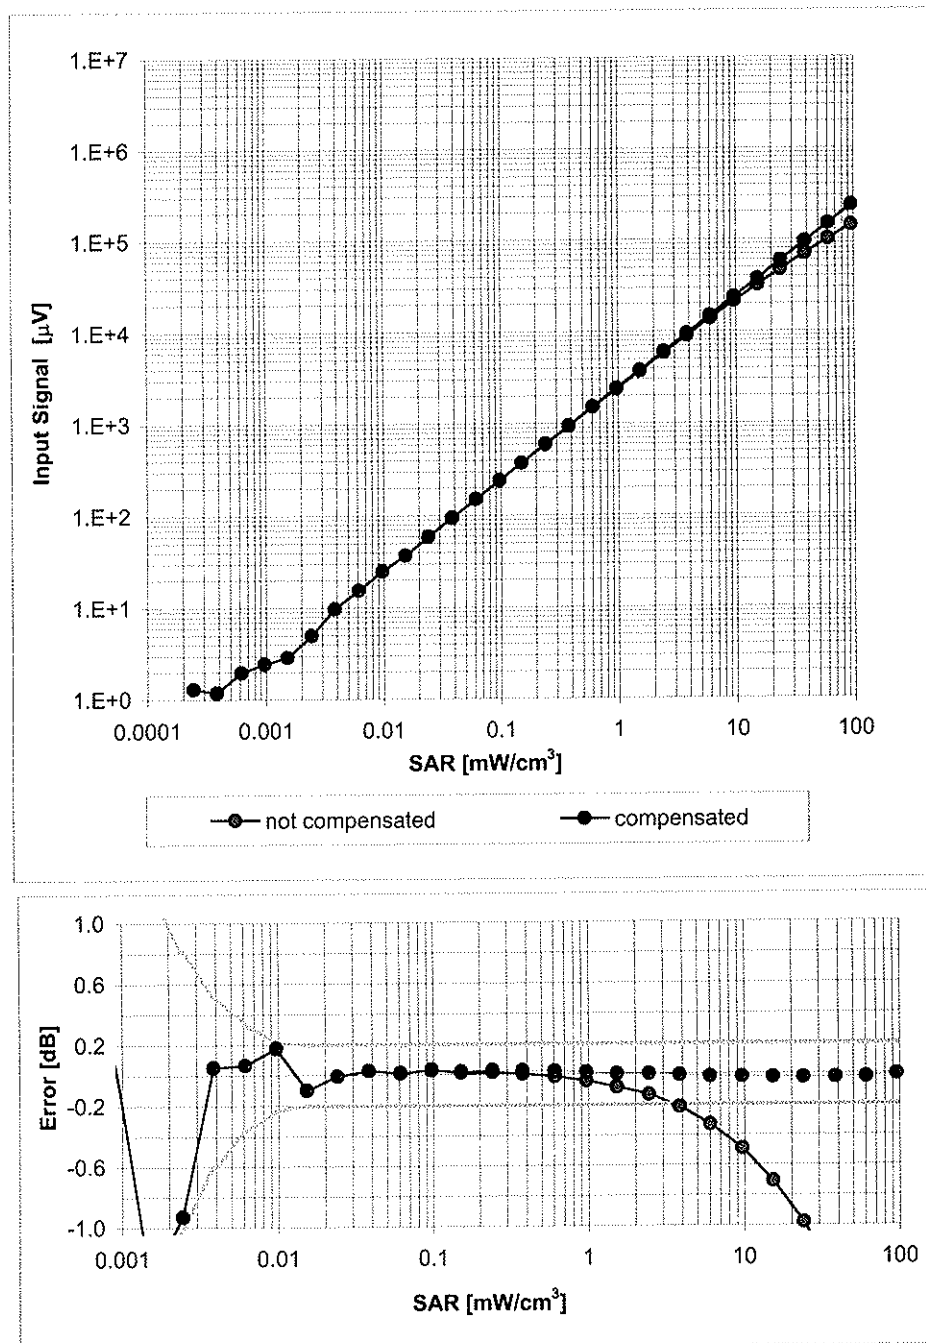 1.E+7
1.E+6
1.E+5
1.E+4
1.E+3
1.E+2
1.E+1
1.E+0
Input Signal [µV]
0.0001 0.001 0.01 0.1 1 10 100
SAR [mW/cm³]
not compensated compensated
1.0
0.6
0.2
-0.2
-0.6
-1.0
Error [dB]
0.001 0.01 0.1 1 10 100
SAR [mW/cm³]